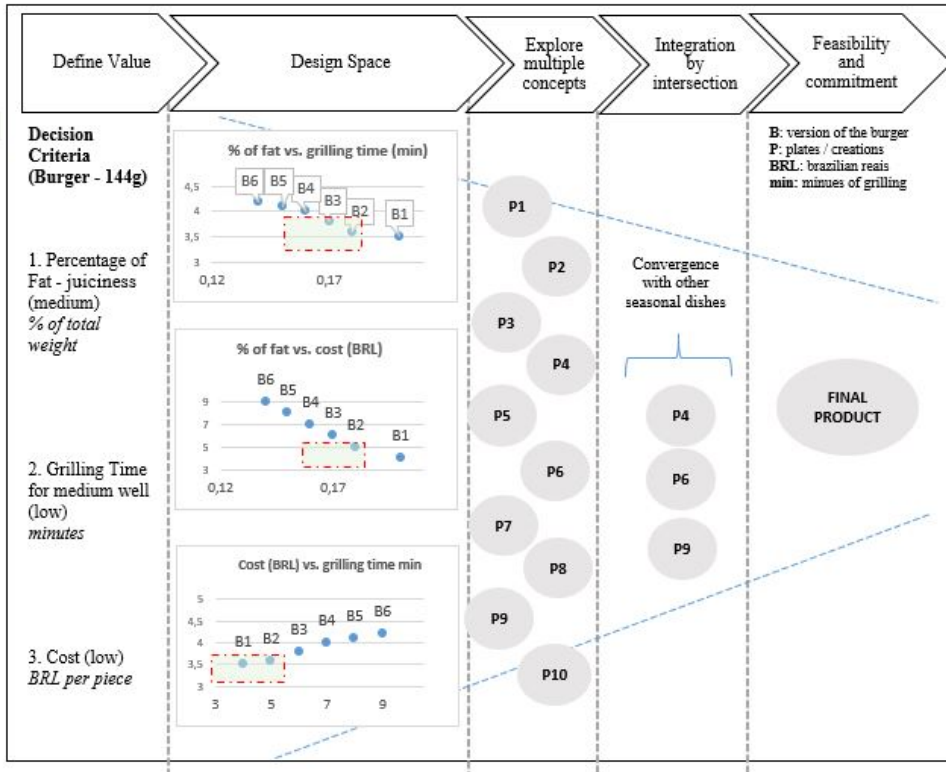 Define Value
Design Space
Explore
multiple
concepts
Integration
by
intersection
Feasibility
and
commitment
Decision
Criteria
(Burger - 144g)
1. Percentage of
Fat - juiciness
(medium)
% of total
weight
2. Grilling Time
for medium well
(low)
minutes
3. Cost (low)
BRL per piece
% of fat vs. grilling time (min)
B6 B5 B4 B3 B2 B1
4,5
4
3,5
3
0,12 0,17
% of fat vs. cost (BRL)
B6 B5 B4 B3 B2 B1
9
7
5
3
0,12 0,17
Cost (BRL) vs. grilling time min
5
4,5
4
3,5
3
B1 B2 B3 B4 B5 B6
3 5 7 9
P1
P2
P3
P4
P5
P6
P7
P8
P9
P10
Convergence
with other
seasonal dishes
P4
P6
P9
B: version of the burger
P: plates / creations
BRL: brazilian reais
min: minues of grilling
FINAL
PRODUCT